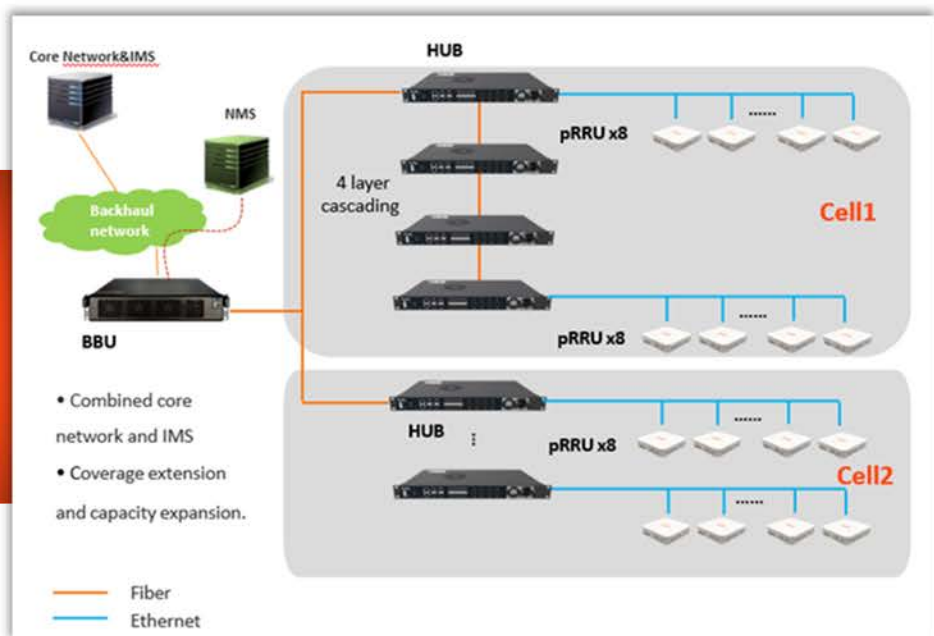 Core Network&IMS
NMS
Backhaul
network
BBU
• Combined core
network and IMS
• Coverage extension
and capacity expansion.
HUB
pRRU x8
......
4 layer
cascading
Cell1
pRRU x8
......
HUB
pRRU x8
......
Cell2
......
Fiber
Ethernet